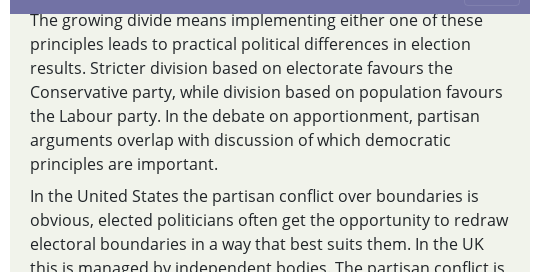 The growing divide means implementing either one of these
principles leads to practical political differences in election
results. Stricter division based on electorate favours the
Conservative party, while division based on population favours
the Labour party. In the debate on apportionment, partisan
arguments overlap with discussion of which democratic
principles are important.
In the United States the partisan conflict over boundaries is
obvious, elected politicians often get the opportunity to redraw
electoral boundaries in a way that best suits them. In the UK
this is managed by independent bodies. The partisan conflict is